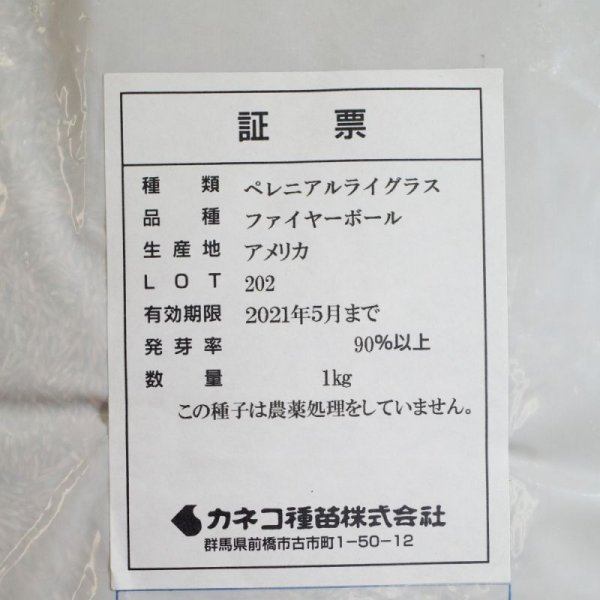 証 票
種 類 ペレニアルライグラス
品 種 ファイヤーボール
生産地 アメリカ
L O T 202
有効期限 2021年5月まで
発芽率 90%以上
数 量 1kg
この種子は農薬処理をしていません。
カネコ種苗株式会社
群馬県前橋市古市町1-50-12